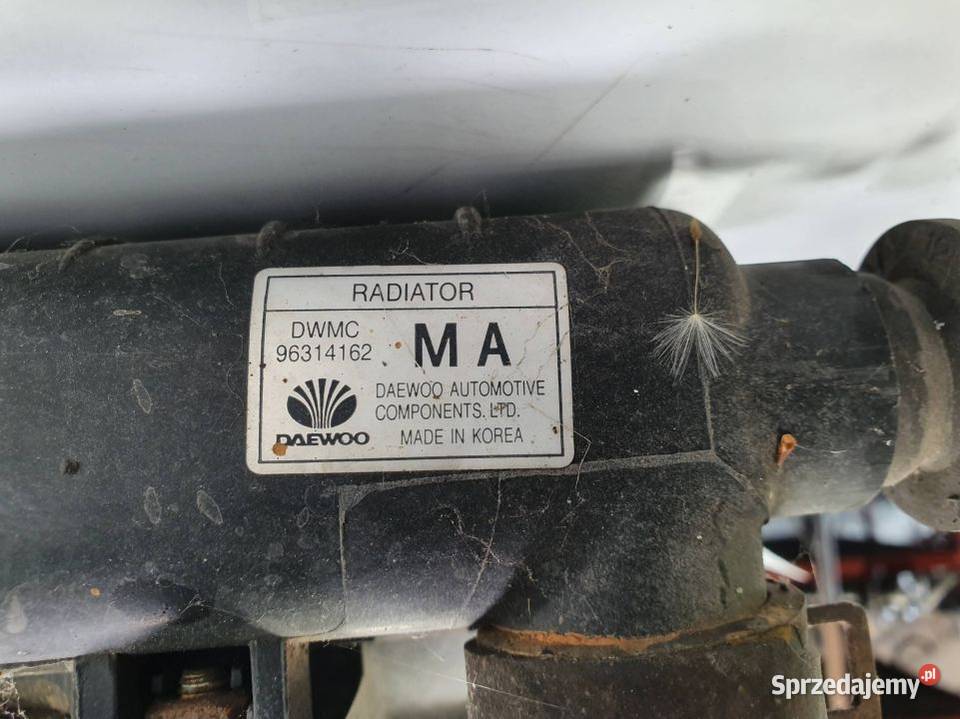 RADIATOR
DWMC
96314162
MA
DAEWOO AUTOMOTIVE
COMPONENTS. LTD.
MADE IN KOREA
DAEWOO
Sprzedajemy.pl